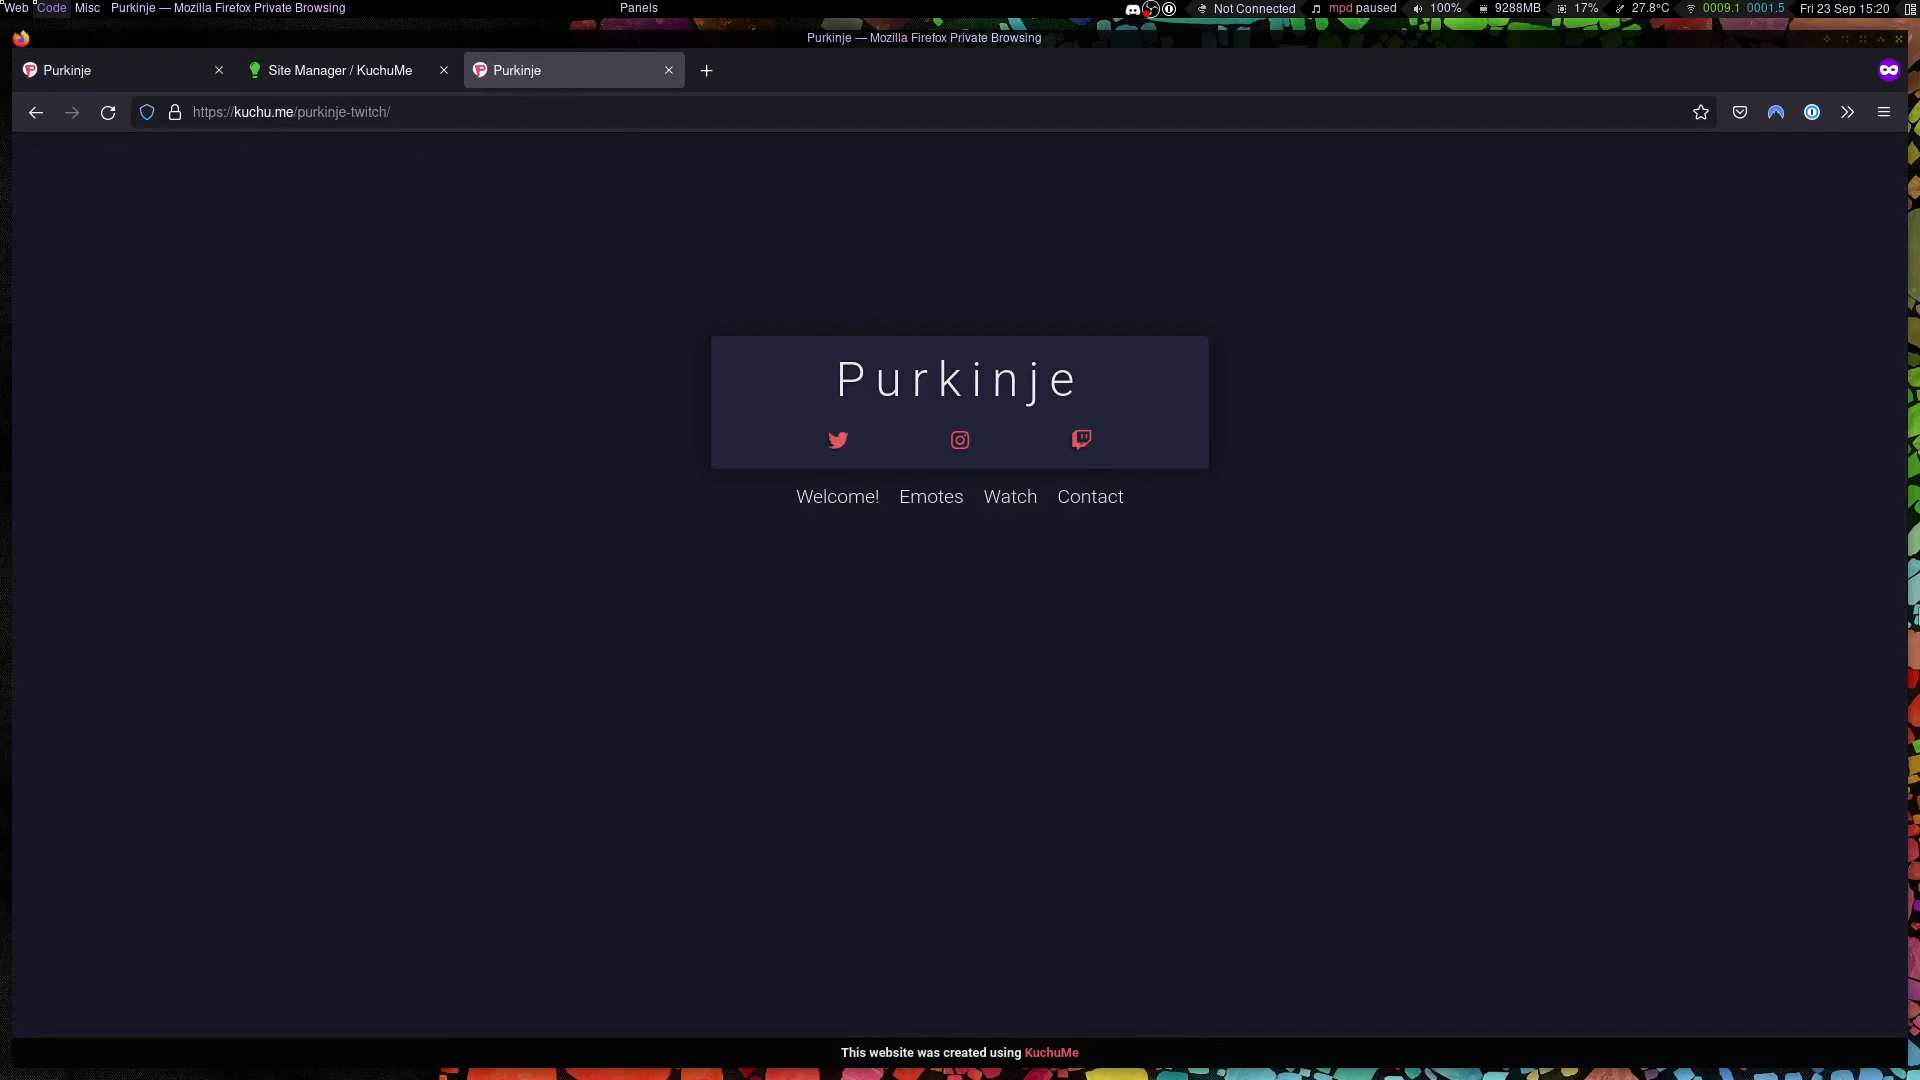 Web Code Misc Purkinje — Mozilla Firefox Private Browsing Panels Not Connected mpd paused 100% 9288MB 17% 27.8°C 0009.1 0001.5 Fri 23 Sep 15:20
Purkinje — Mozilla Firefox Private Browsing
Purkinje Site Manager / KuchuMe Purkinje
https://kuchu.me/purkinje-twitch/
Purkinje
Welcome! Emotes Watch Contact
This website was created using KuchuMe